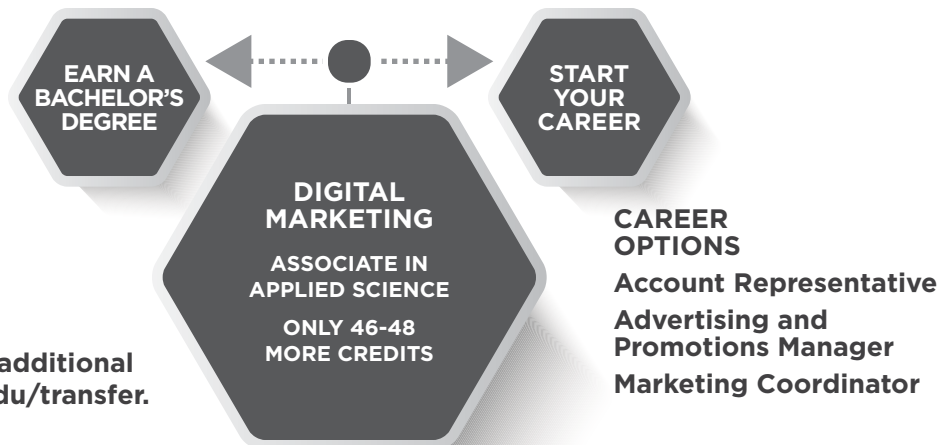 EARN A
BACHELOR'S
DEGREE
START
YOUR
CAREER
DIGITAL
MARKETING
ASSOCIATE IN
APPLIED SCIENCE
ONLY 46-48
MORE CREDITS
CAREER
OPTIONS
Account Representative
Advertising and
Promotions Manager
Marketing Coordinator
additional
du/transfer.